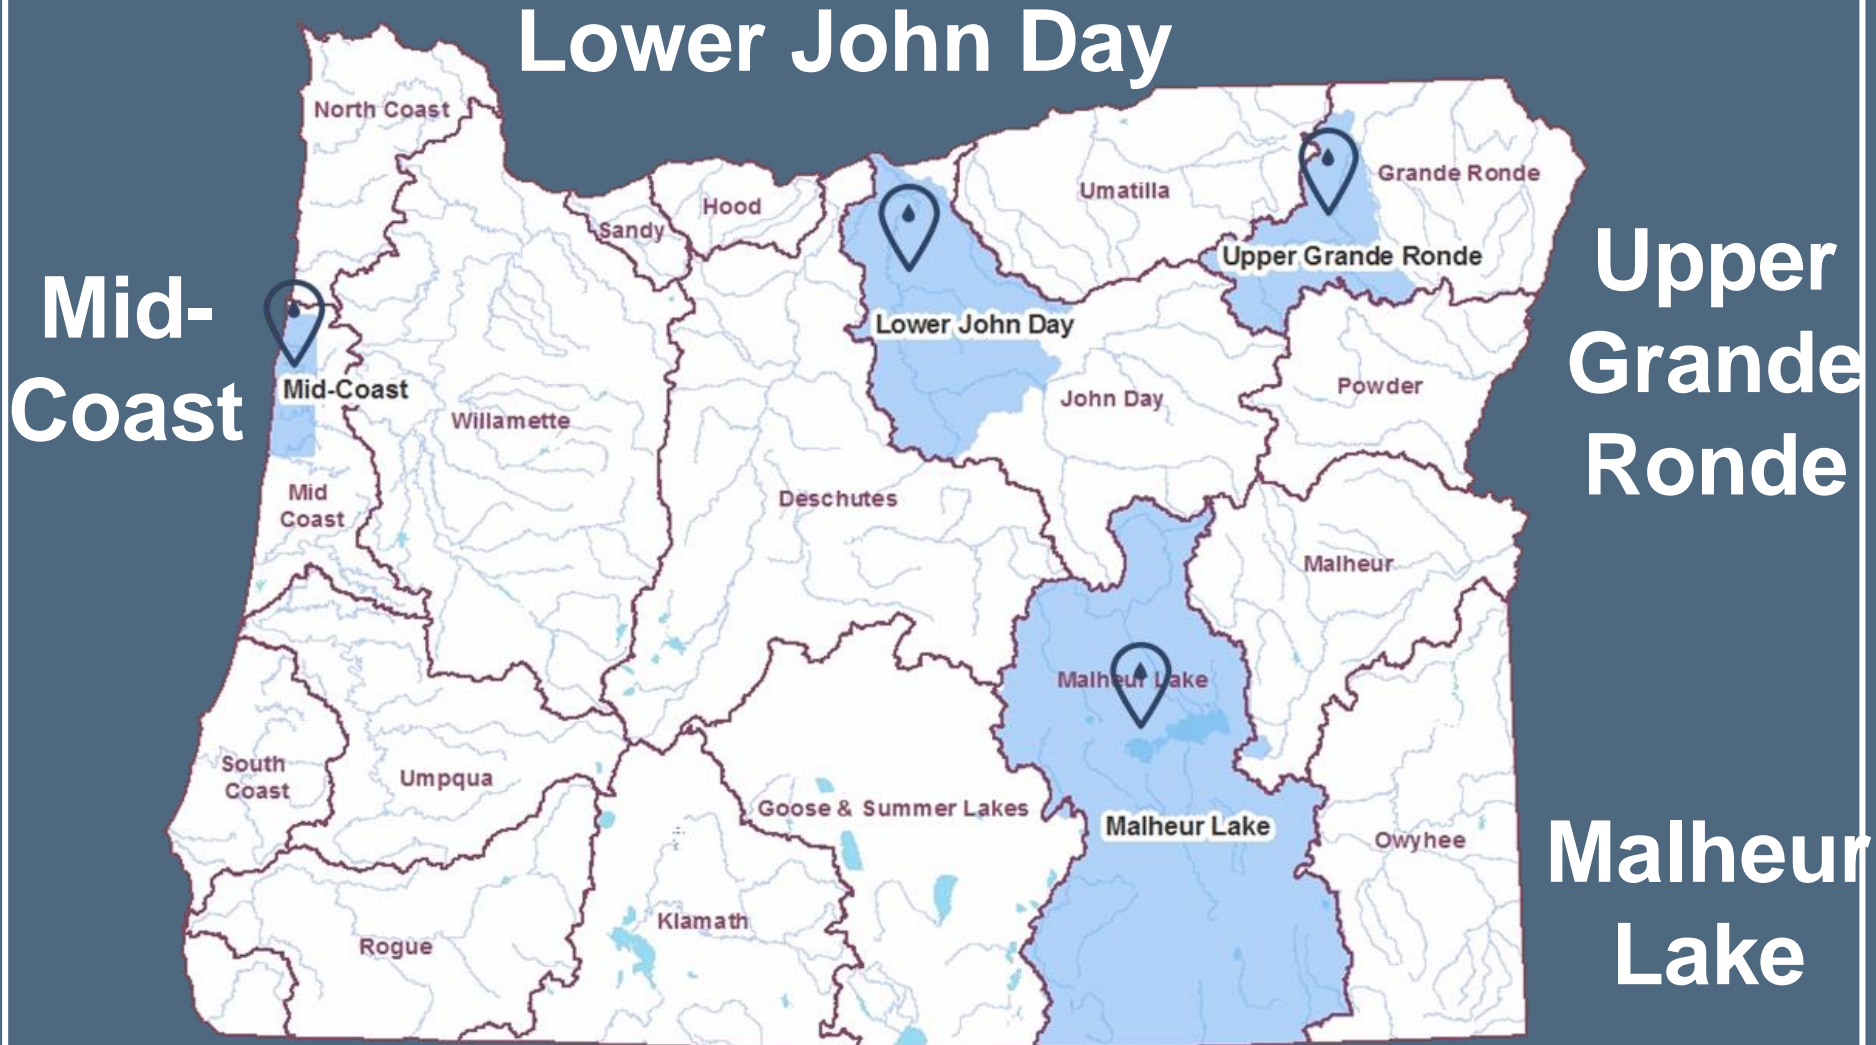 Lower John Day
North Coast
Grande Ronde
Umatilla
Hood
Sandy
Upper Grande Ronde
Upper
Grande
Ronde
Mid-
Coast
Lower John Day
Mid-Coast
Powder
John Day
Willamette
Mid
Coast
Deschutes
Malheur
Malheur Lake
South
Coast
Umpqua
Goose & Summer Lakes
Malheur Lake
Owyhee
Malheur
Lake
Klamath
Rogue